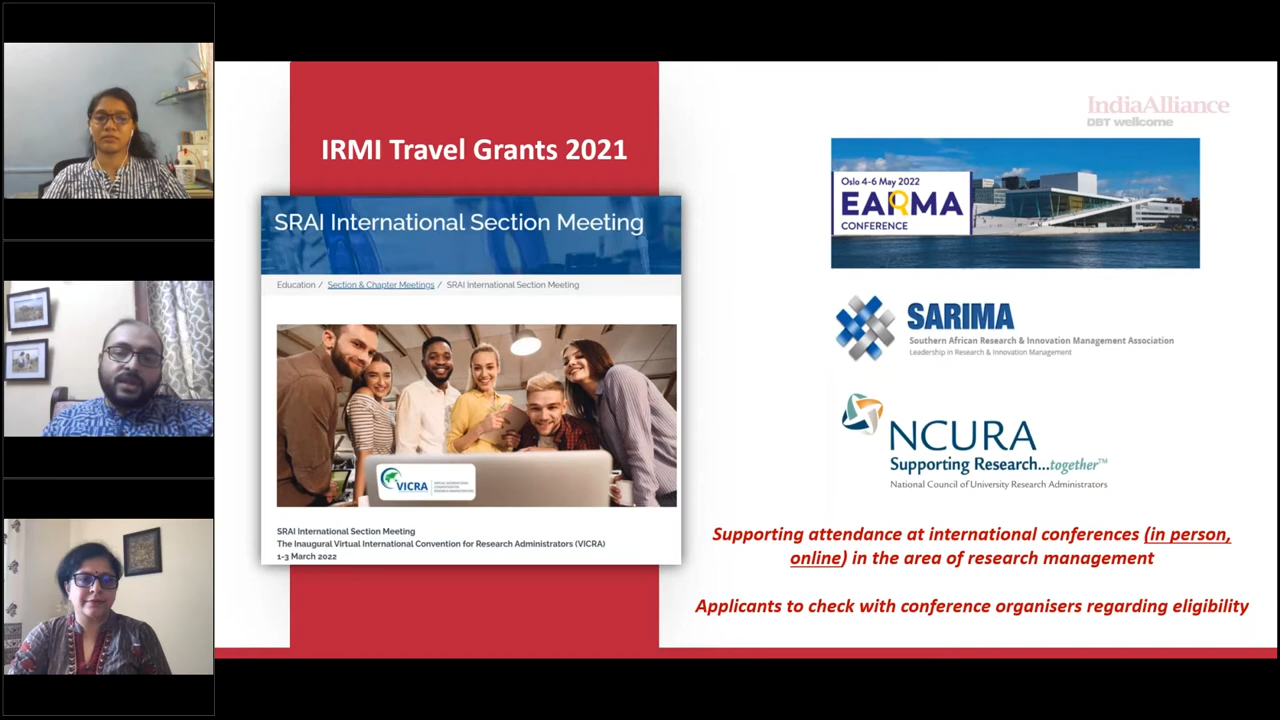 IRMI Travel Grants 2021
SRAI International Section Meeting
Education / Section & Chapter Meetings / SRAI International Section Meeting
VICRA
SRAI International Section Meeting
The Inaugural Virtual International Convention for Research Administrators (VICRA)
1-3 March 2022
IndiaAlliance
DBT wellcome
Oslo 4-6 May 2022
EARMA
CONFERENCE
SARIMA
Southern African Research & Innovation Management Association
Leadership in Research & Innovation Management
NCURA
Supporting Research...together™
National Council of University Research Administrators
Supporting attendance at international conferences (in person,
online) in the area of research management
Applicants to check with conference organisers regarding eligibility